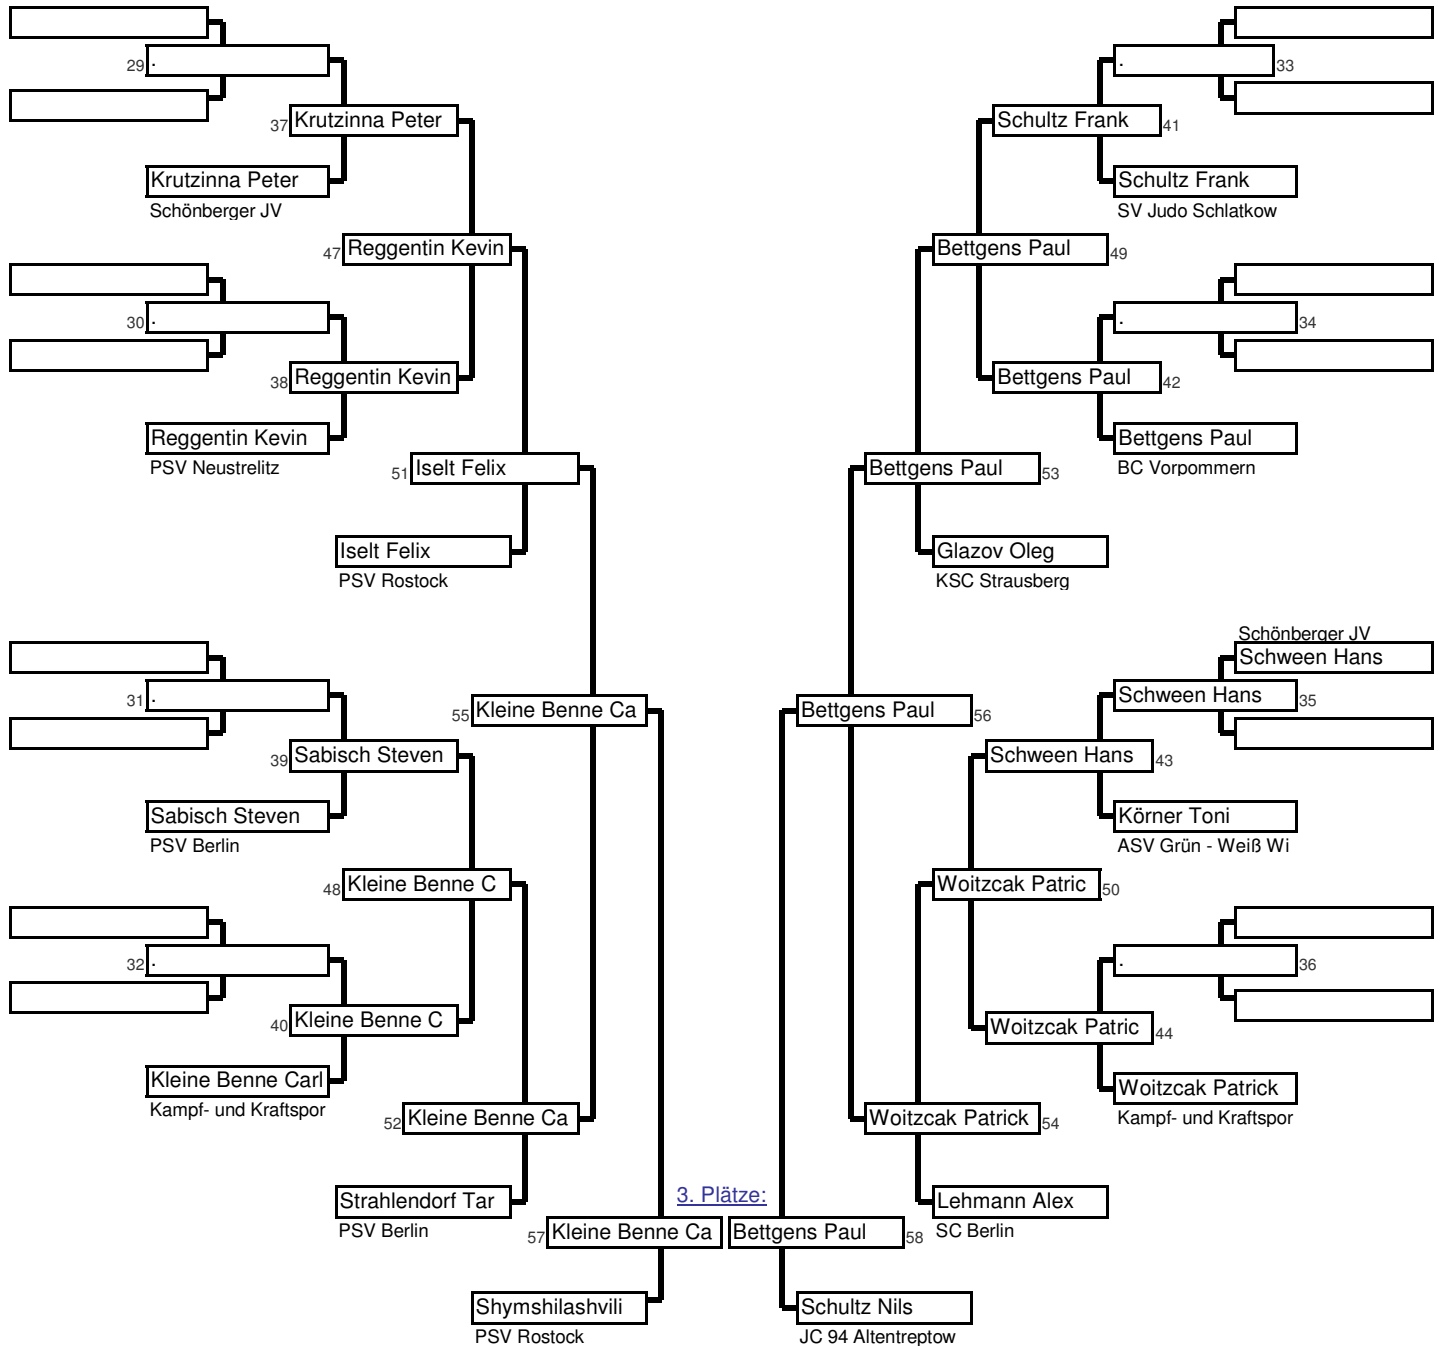 29 .
37 Krutzinna Peter
Krutzinna Peter
Schönberger JV
47 Reggentin Kevin
30 .
38 Reggentin Kevin
Reggentin Kevin
PSV Neustrelitz
51 Iselt Felix
Iselt Felix
PSV Rostock
31 .
55 Kleine Benne Ca
39 Sabisch Steven
Sabisch Steven
PSV Berlin
48 Kleine Benne C
32 .
40 Kleine Benne C
Kleine Benne Carl
Kampf- und Kraftspor
52 Kleine Benne Ca
Strahlendorf Tar
PSV Berlin
57 Kleine Benne Ca
Shymshilashvili
PSV Rostock
3. Plätze:
. 33
Schultz Frank 41
Schultz Frank
SV Judo Schlatkow
Bettgens Paul 49
. 34
Bettgens Paul 42
Bettgens Paul
BC Vorpommern
Bettgens Paul 53
Glazov Oleg
KSC Strausberg
Schönberger JV
Schween Hans
Schween Hans 35
Bettgens Paul 56
Schween Hans 43
Körner Toni
ASV Grün - Weiß Wi
Woitzcak Patric 50
. 36
Woitzcak Patric 44
Woitzcak Patrick
Kampf- und Kraftspor
Woitzcak Patrick 54
Lehmann Alex
SC Berlin
Bettgens Paul 58
Schultz Nils
JC 94 Altentreptow